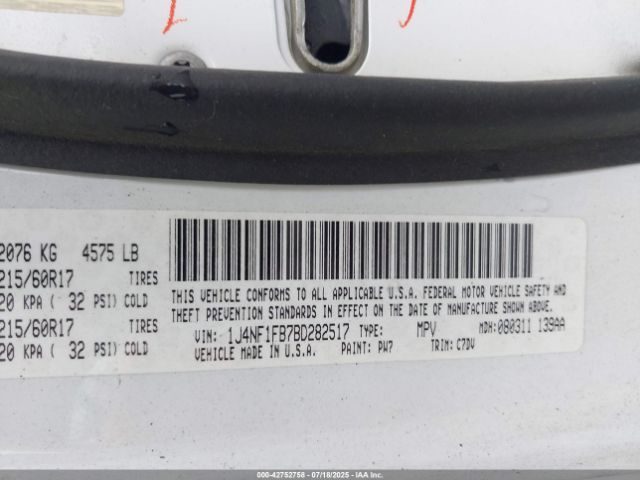 2076 KG 4575 LB
215/60R17 TIRES
20 KPA ( 32 PSI) COLD
215/60R17 TIRES
20 KPA ( 32 PSI) COLD
THIS VEHICLE CONFORMS TO ALL APPLICABLE U.S.A. FEDERAL MOTOR VEHICLE SAFETY AND
THEFT PREVENTION STANDARDS IN EFFECT ON THE DATE OF MANUFACTURE SHOWN ABOVE.
VIN: 1J4NF1FB7BD282517 TYPE: MPV MDH: 080311 139AA
VEHICLE MADE IN U.S.A. PAINT: PW7 TRIM: C7DV
000-42752758 - 07/18/2025 - IAAI.COM